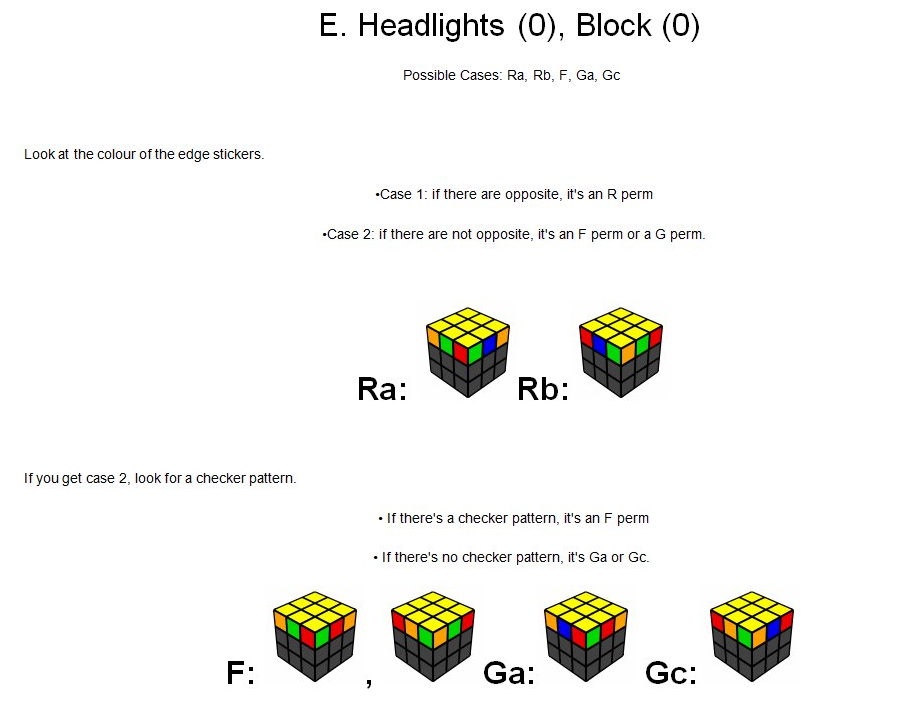 E. Headlights (0), Block (0)
Possible Cases: Ra, Rb, F, Ga, Gc
Look at the colour of the edge stickers.
•Case 1: if there are opposite, it's an R perm
•Case 2: if there are not opposite, it's an F perm or a G perm.
Ra: Rb:
If you get case 2, look for a checker pattern.
• If there's a checker pattern, it's an F perm
• If there's no checker pattern, it's Ga or Gc.
F: , Ga: Gc: